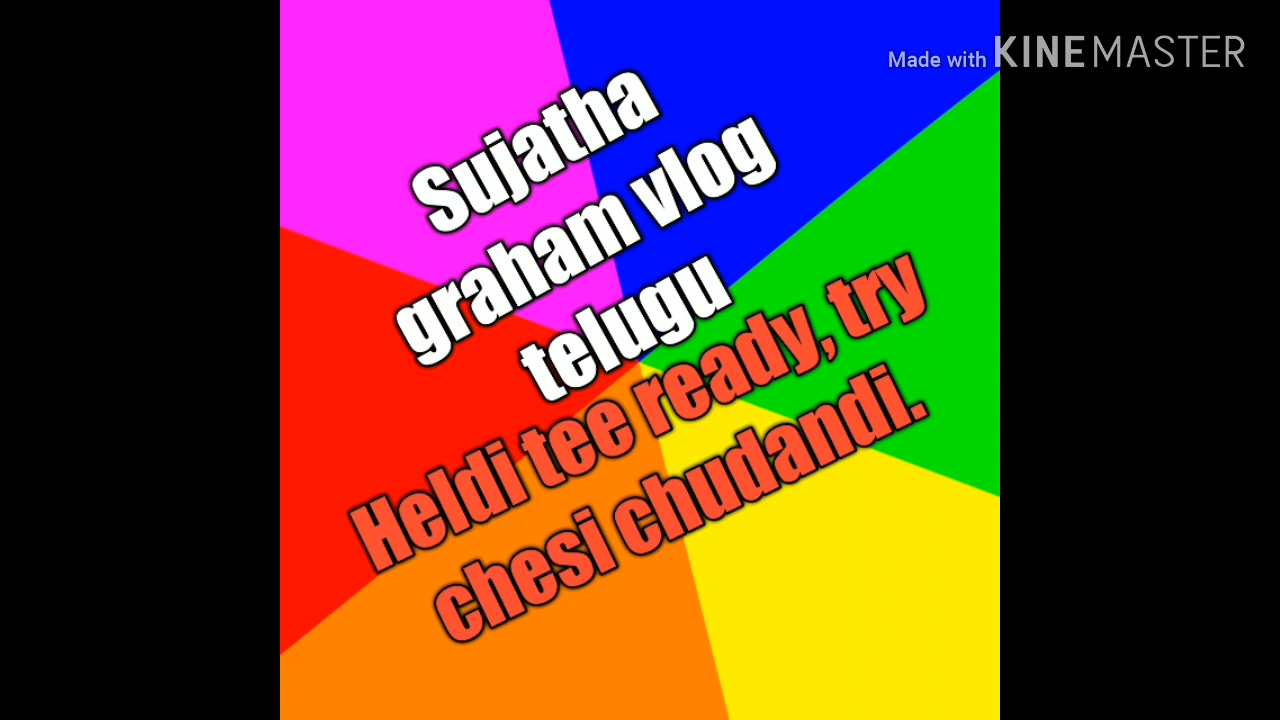 Made with KINEMASTER
Sujatha
graham vlog
telugu
Heldi tee ready, try
chesi chudandi.